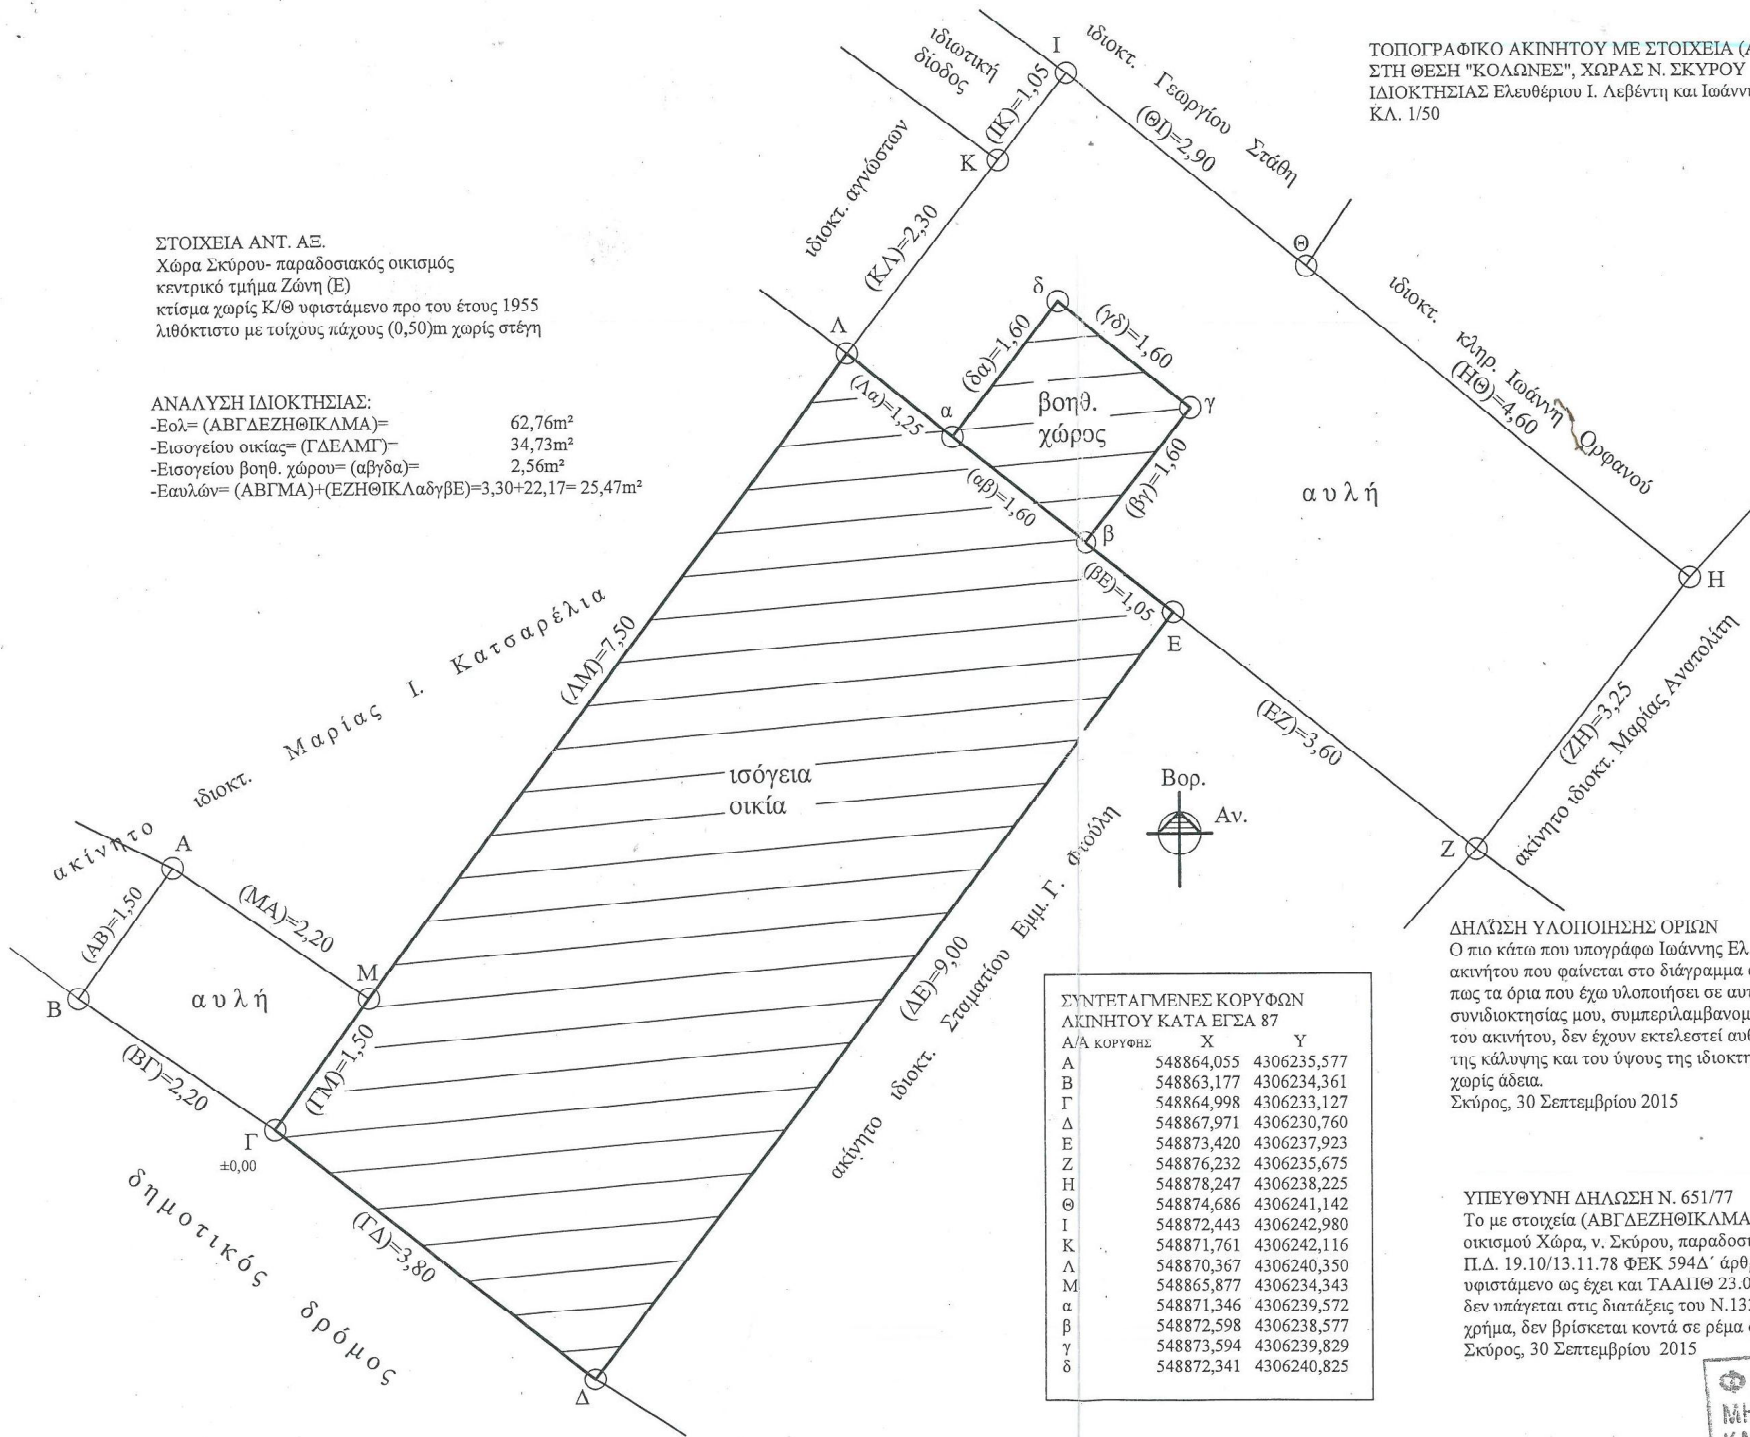 ΤΟΠΟΓΡΑΦΙΚΟ ΑΚΙΝΗΤΟΥ ΜΕ ΣΤΟΙΧΕΙΑ (
ΣΤΗ ΘΕΣΗ "ΚΟΛΩΝΕΣ", ΧΩΡΑΣ Ν. ΣΚΥΡΟΥ
ΙΔΙΟΚΤΗΣΙΑΣ Ελευθέριου Ι. Λεβέντη και Ιωάνν
ΚΛ. 1/50
ιδιωτική
δίοδος
Ι
ιδιοκτ. Γεωργίου Στάθη
(ΙΚ)=1,05
(ΘΙ)=2,90
Κ
ιδιοκτ. αγνώστων
(ΚΛ)=2,30
Θ
ιδιοκτ. κληρ. Ιωάννη Ορφανού
(ΗΘ)=4,60
ΣΤΟΙΧΕΙΑ ΑΝΤ. ΑΞ.
Χώρα Σκύρου- παραδοσιακός οικισμός
κεντρικό τμήμα Ζώνη (Ε)
κτίσμα χωρίς Κ/Θ υφιστάμενο προ του έτους 1955
λιθόκτιστο με τοίχους πάχους (0,50)m χωρίς στέγη
ΑΝΑΛΥΣΗ ΙΔΙΟΚΤΗΣΙΑΣ:
-Εολ= (ΑΒΓΔΕΖΗΘΙΚΛΜΑ)= 62,76m²
-Εισογείου οικίας= (ΓΔΕΛΜΓ)= 34,73m²
-Εισογείου βοηθ. χώρου= (αβγδα)= 2,56m²
-Εαυλών= (ΑΒΓΜΑ)+(ΕΖΗΘΙΚΛαδγβΕ)=3,30+22,17= 25,47m²
Λ
δ
(γδ)=1,60
(δα)=1,60
(Λα)=1,25
α
βοηθ.
χώρος
γ
(βγ)=1,60
(αβ)=1,60
β
(βΕ)=1,05
Ε
αυλή
Η
(ΕΖ)=3,60
(ΖΗ)=3,25
ακίνητο ιδιοκτ. Μαρίας Ανατολίτη
Ζ
ακίνητο ιδιοκτ. Μαρίας Ι. Κατσαρέλια
(ΛΜ)=7,50
ισόγεια
οικία
Βορ.
Αν.
Α
(ΑΒ)=1,50
(ΜΑ)=2,20
Μ
αυλή
Β
(ΒΓ)=2,20
(ΓΜ)=1,50
Γ
±0,00
δημοτικός δρόμος
(ΓΔ)=3,80
Δ
(ΔΕ)=9,00
ακίνητο ιδιοκτ. Σταματίου Εμμ. Γ. Φτούλη
ΣΥΝΤΕΤΑΓΜΕΝΕΣ ΚΟΡΥΦΩΝ
ΑΚΙΝΗΤΟΥ ΚΑΤΑ ΕΓΣΑ 87
Α/Α ΚΟΡΥΦΗΣ Χ Υ
Α 548864,055 4306235,577
Β 548863,177 4306234,361
Γ 548864,998 4306233,127
Δ 548867,971 4306230,760
Ε 548873,420 4306237,923
Ζ 548876,232 4306235,675
Η 548878,247 4306238,225
Θ 548874,686 4306241,142
Ι 548872,443 4306242,980
Κ 548871,761 4306242,116
Λ 548870,367 4306240,350
Μ 548865,877 4306234,343
α 548871,346 4306239,572
β 548872,598 4306238,577
γ 548873,594 4306239,829
δ 548872,341 4306240,825
ΔΗΛΩΣΗ ΥΛΟΠΟΙΗΣΗΣ ΟΡΙΩΝ
Ο πιο κάτω που υπογράφω Ιωάννης Ελ
ακινήτου που φαίνεται στο διάγραμμα
πως τα όρια που έχω υλοποιήσει σε αυ
συνιδιοκτησίας μου, συμπεριλαμβανομ
του ακινήτου, δεν έχουν εκτελεστεί αυ
της κάλυψης και του ύψους της ιδιοκτη
χωρίς άδεια.
Σκύρος, 30 Σεπτεμβρίου 2015
ΥΠΕΥΘΥΝΗ ΔΗΛΩΣΗ Ν. 651/77
Το με στοιχεία (ΑΒΓΔΕΖΗΘΙΚΛΜΑ
οικισμού Χώρα, ν. Σκύρου, παραδοσι
Π.Δ. 19.10/13.11.78 ΦΕΚ 594Δ΄ άρθ
υφιστάμενο ως έχει και ΤΑΑΠΘ 23.0
δεν υπάγεται στις διατάξεις του Ν.13
χρήμα, δεν βρίσκεται κοντά σε ρέμα
Σκύρος, 30 Σεπτεμβρίου 2015
Φ
ΜΗ